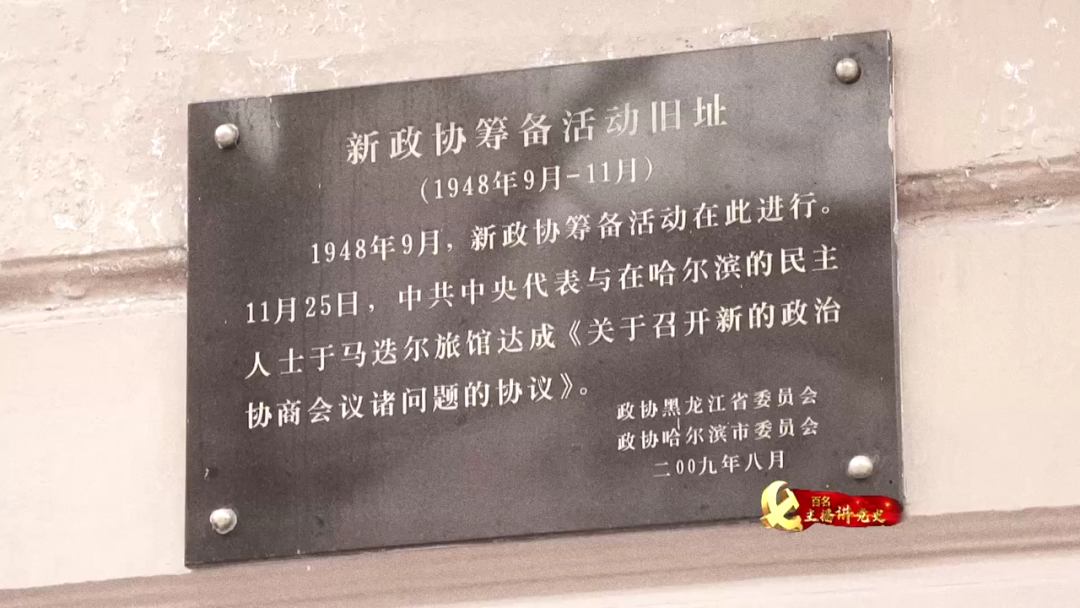 新政协筹备活动旧址
（1948年9月-11月）
1948年9月，新政协筹备活动在此进行。
11月25日，中共中央代表与在哈尔滨的民主
人士于马迭尔旅馆达成《关于召开新的政治
协商会议诸问题的协议》。
政协黑龙江省委员会
政协哈尔滨市委员会
二00九年八月
百名
主播讲党史